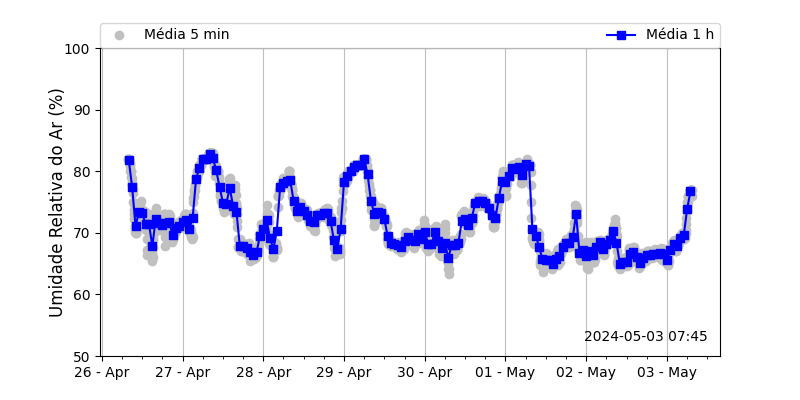 Média 5 min
Média 1 h
Umidade Relativa do Ar (%)
100
90
80
70
60
50
2024-05-03 07:45
26 - Apr
27 - Apr
28 - Apr
29 - Apr
30 - Apr
01 - May
02 - May
03 - May